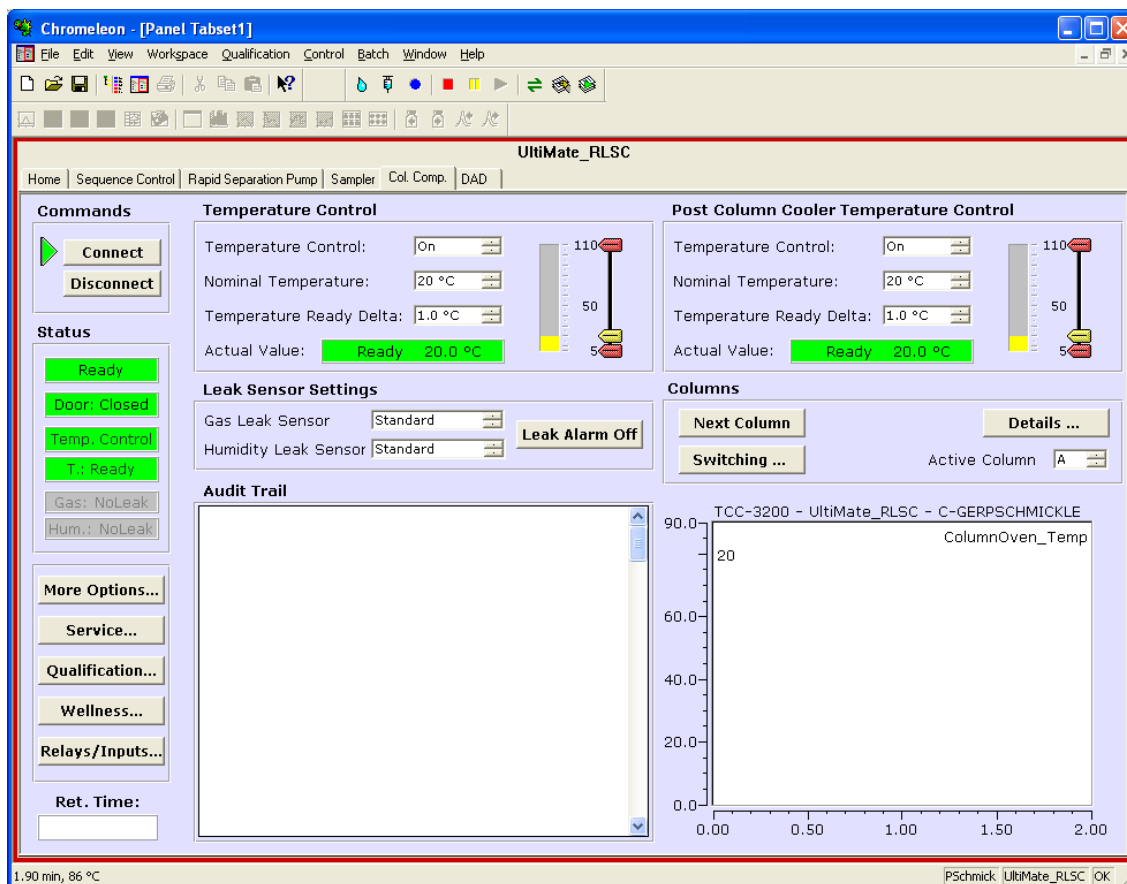 Chromeleon - [Panel Tabset1]
File Edit View Workspace Qualification Control Batch Window Help
UltiMate_RLSC
Home Sequence Control Rapid Separation Pump Sampler Col. Comp. DAD
Commands
Connect
Disconnect
Status
Ready
Door: Closed
Temp. Control
T.: Ready
Gas: NoLeak
Hum.: NoLeak
More Options...
Service...
Qualification...
Wellness...
Relays/Inputs...
Ret. Time:
Temperature Control
Temperature Control: On
Nominal Temperature: 20 °C
Temperature Ready Delta: 1.0 °C
Actual Value: Ready 20.0 °C
110
50
5
Post Column Cooler Temperature Control
Temperature Control: On
Nominal Temperature: 20 °C
Temperature Ready Delta: 1.0 °C
Actual Value: Ready 20.0 °C
110
50
5
Leak Sensor Settings
Gas Leak Sensor Standard
Humidity Leak Sensor Standard
Leak Alarm Off
Columns
Next Column
Details ...
Switching ...
Active Column A
Audit Trail
TCC-3200 - UltiMate_RLSC - C-GERPSCHMICKLE
ColumnOven_Temp
20
90.0
60.0
40.0
20.0
0.0
0.00 0.50 1.00 1.50 2.00
1.90 min, 86 °C
PSchmick UltiMate_RLSC OK